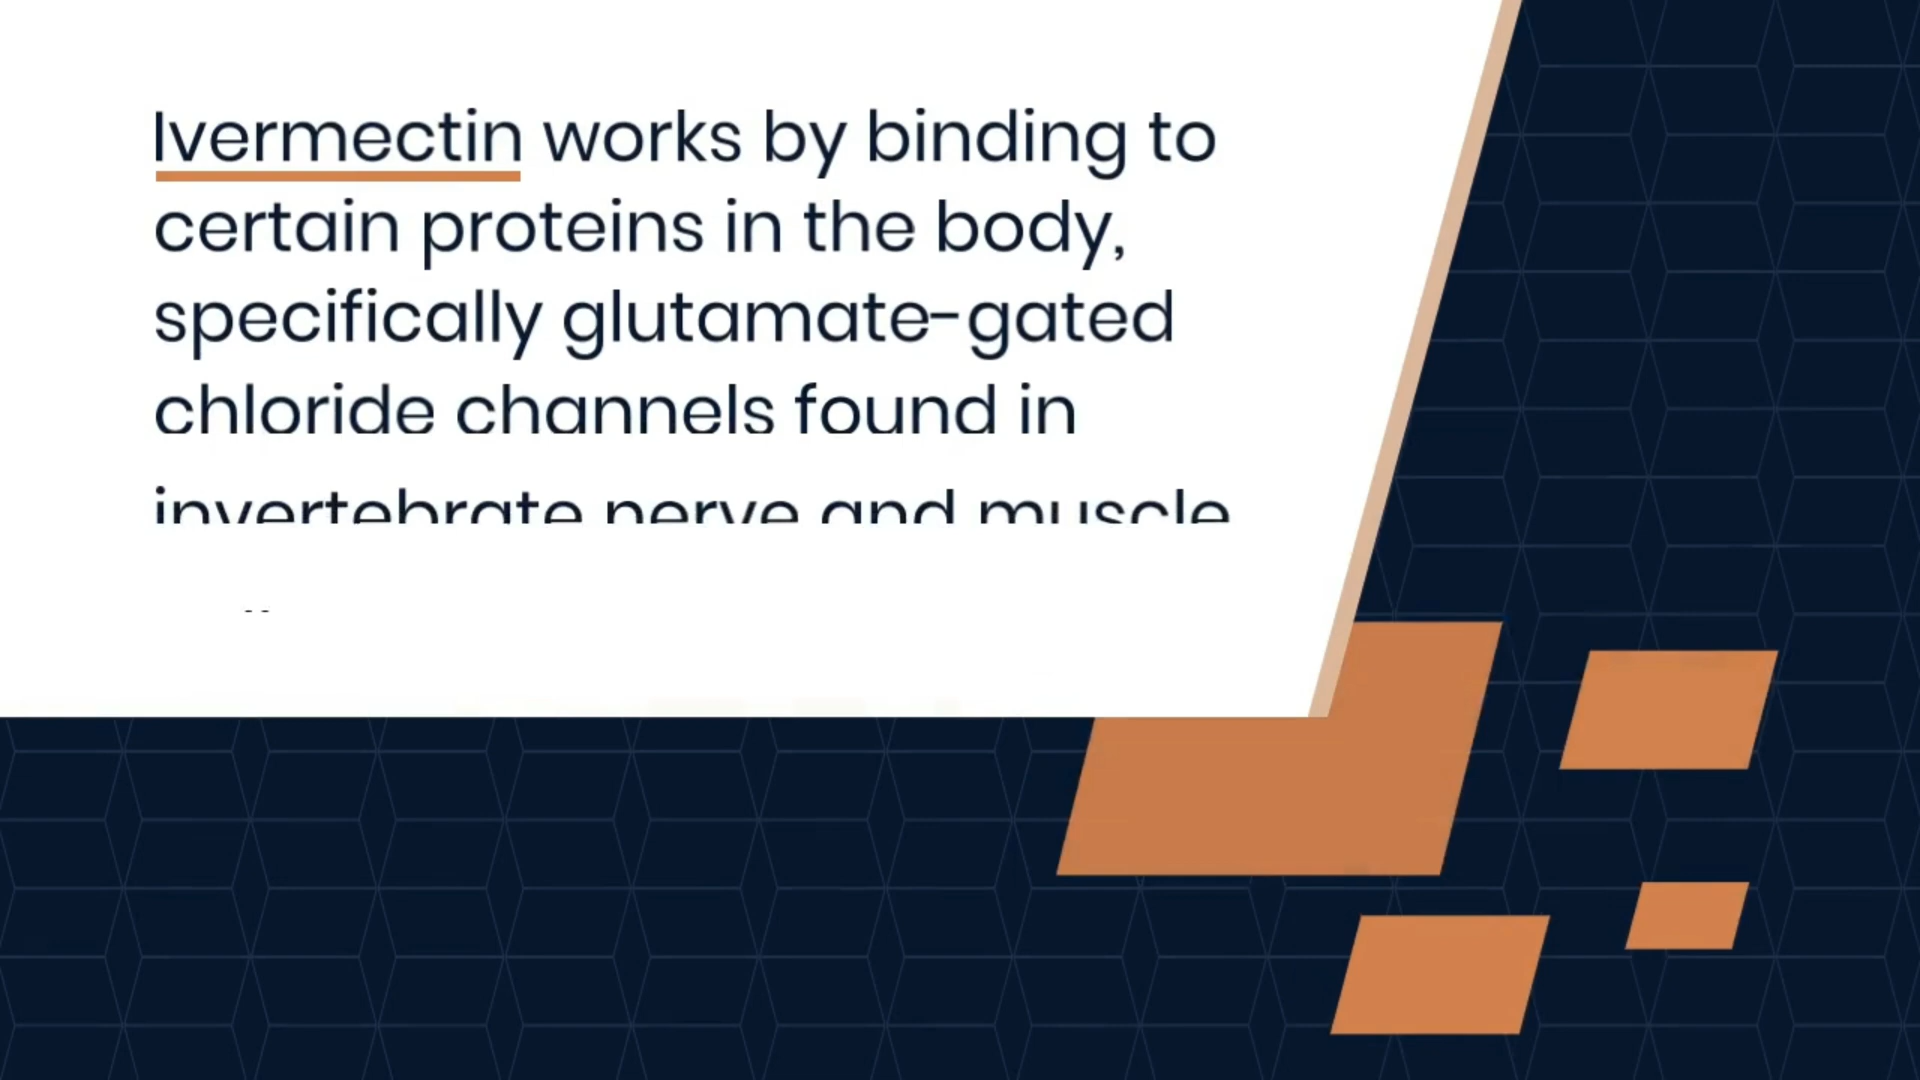 Ivermectin works by binding to
certain proteins in the body,
specifically glutamate-gated
chloride channels found in
invertebrate nerve and muscle